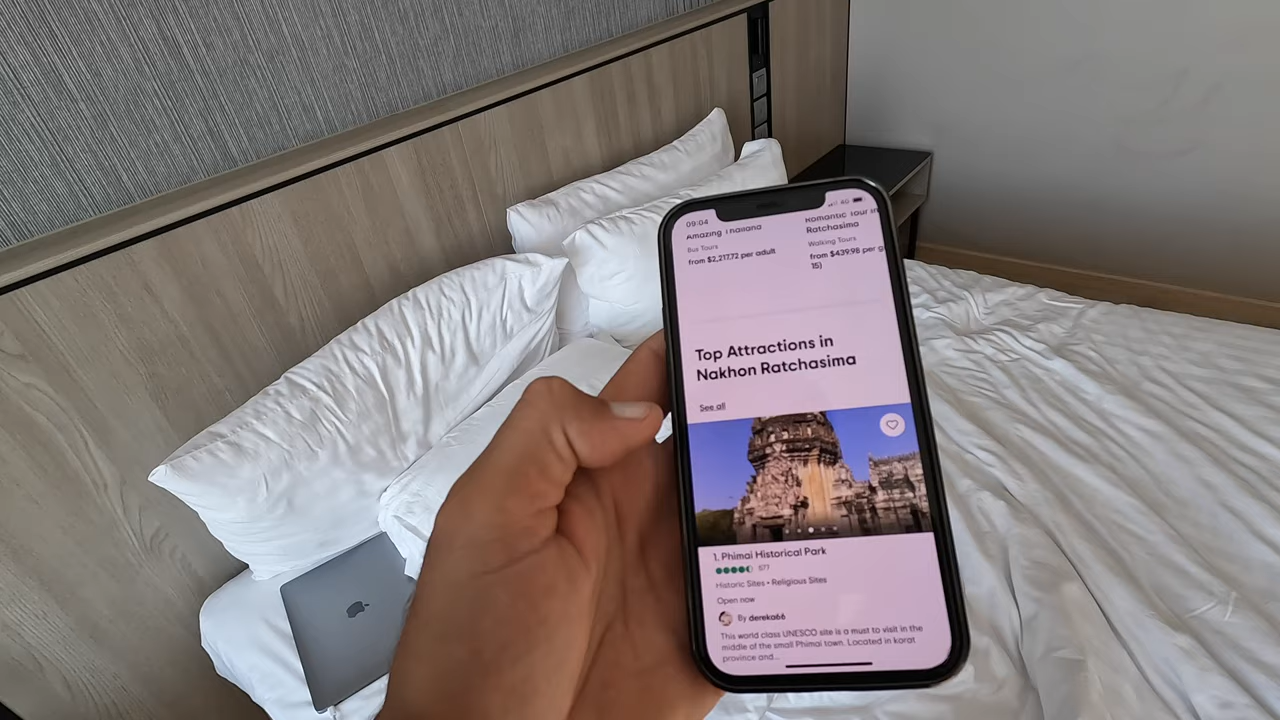 09:04
4G
Amazing Thailand
Romantic Tour in
Ratchasima
Bus Tours
Walking Tours
from $2,217.72 per adult
from $439.98 per g
15)
Top Attractions in
Nakhon Ratchasima
See all
1. Phimai Historical Park
577
Historic Sites • Religious Sites
Open now
By dereka66
This world class UNESCO site is a must to visit in the
middle of the small Phimai town. Located in korat
province and...